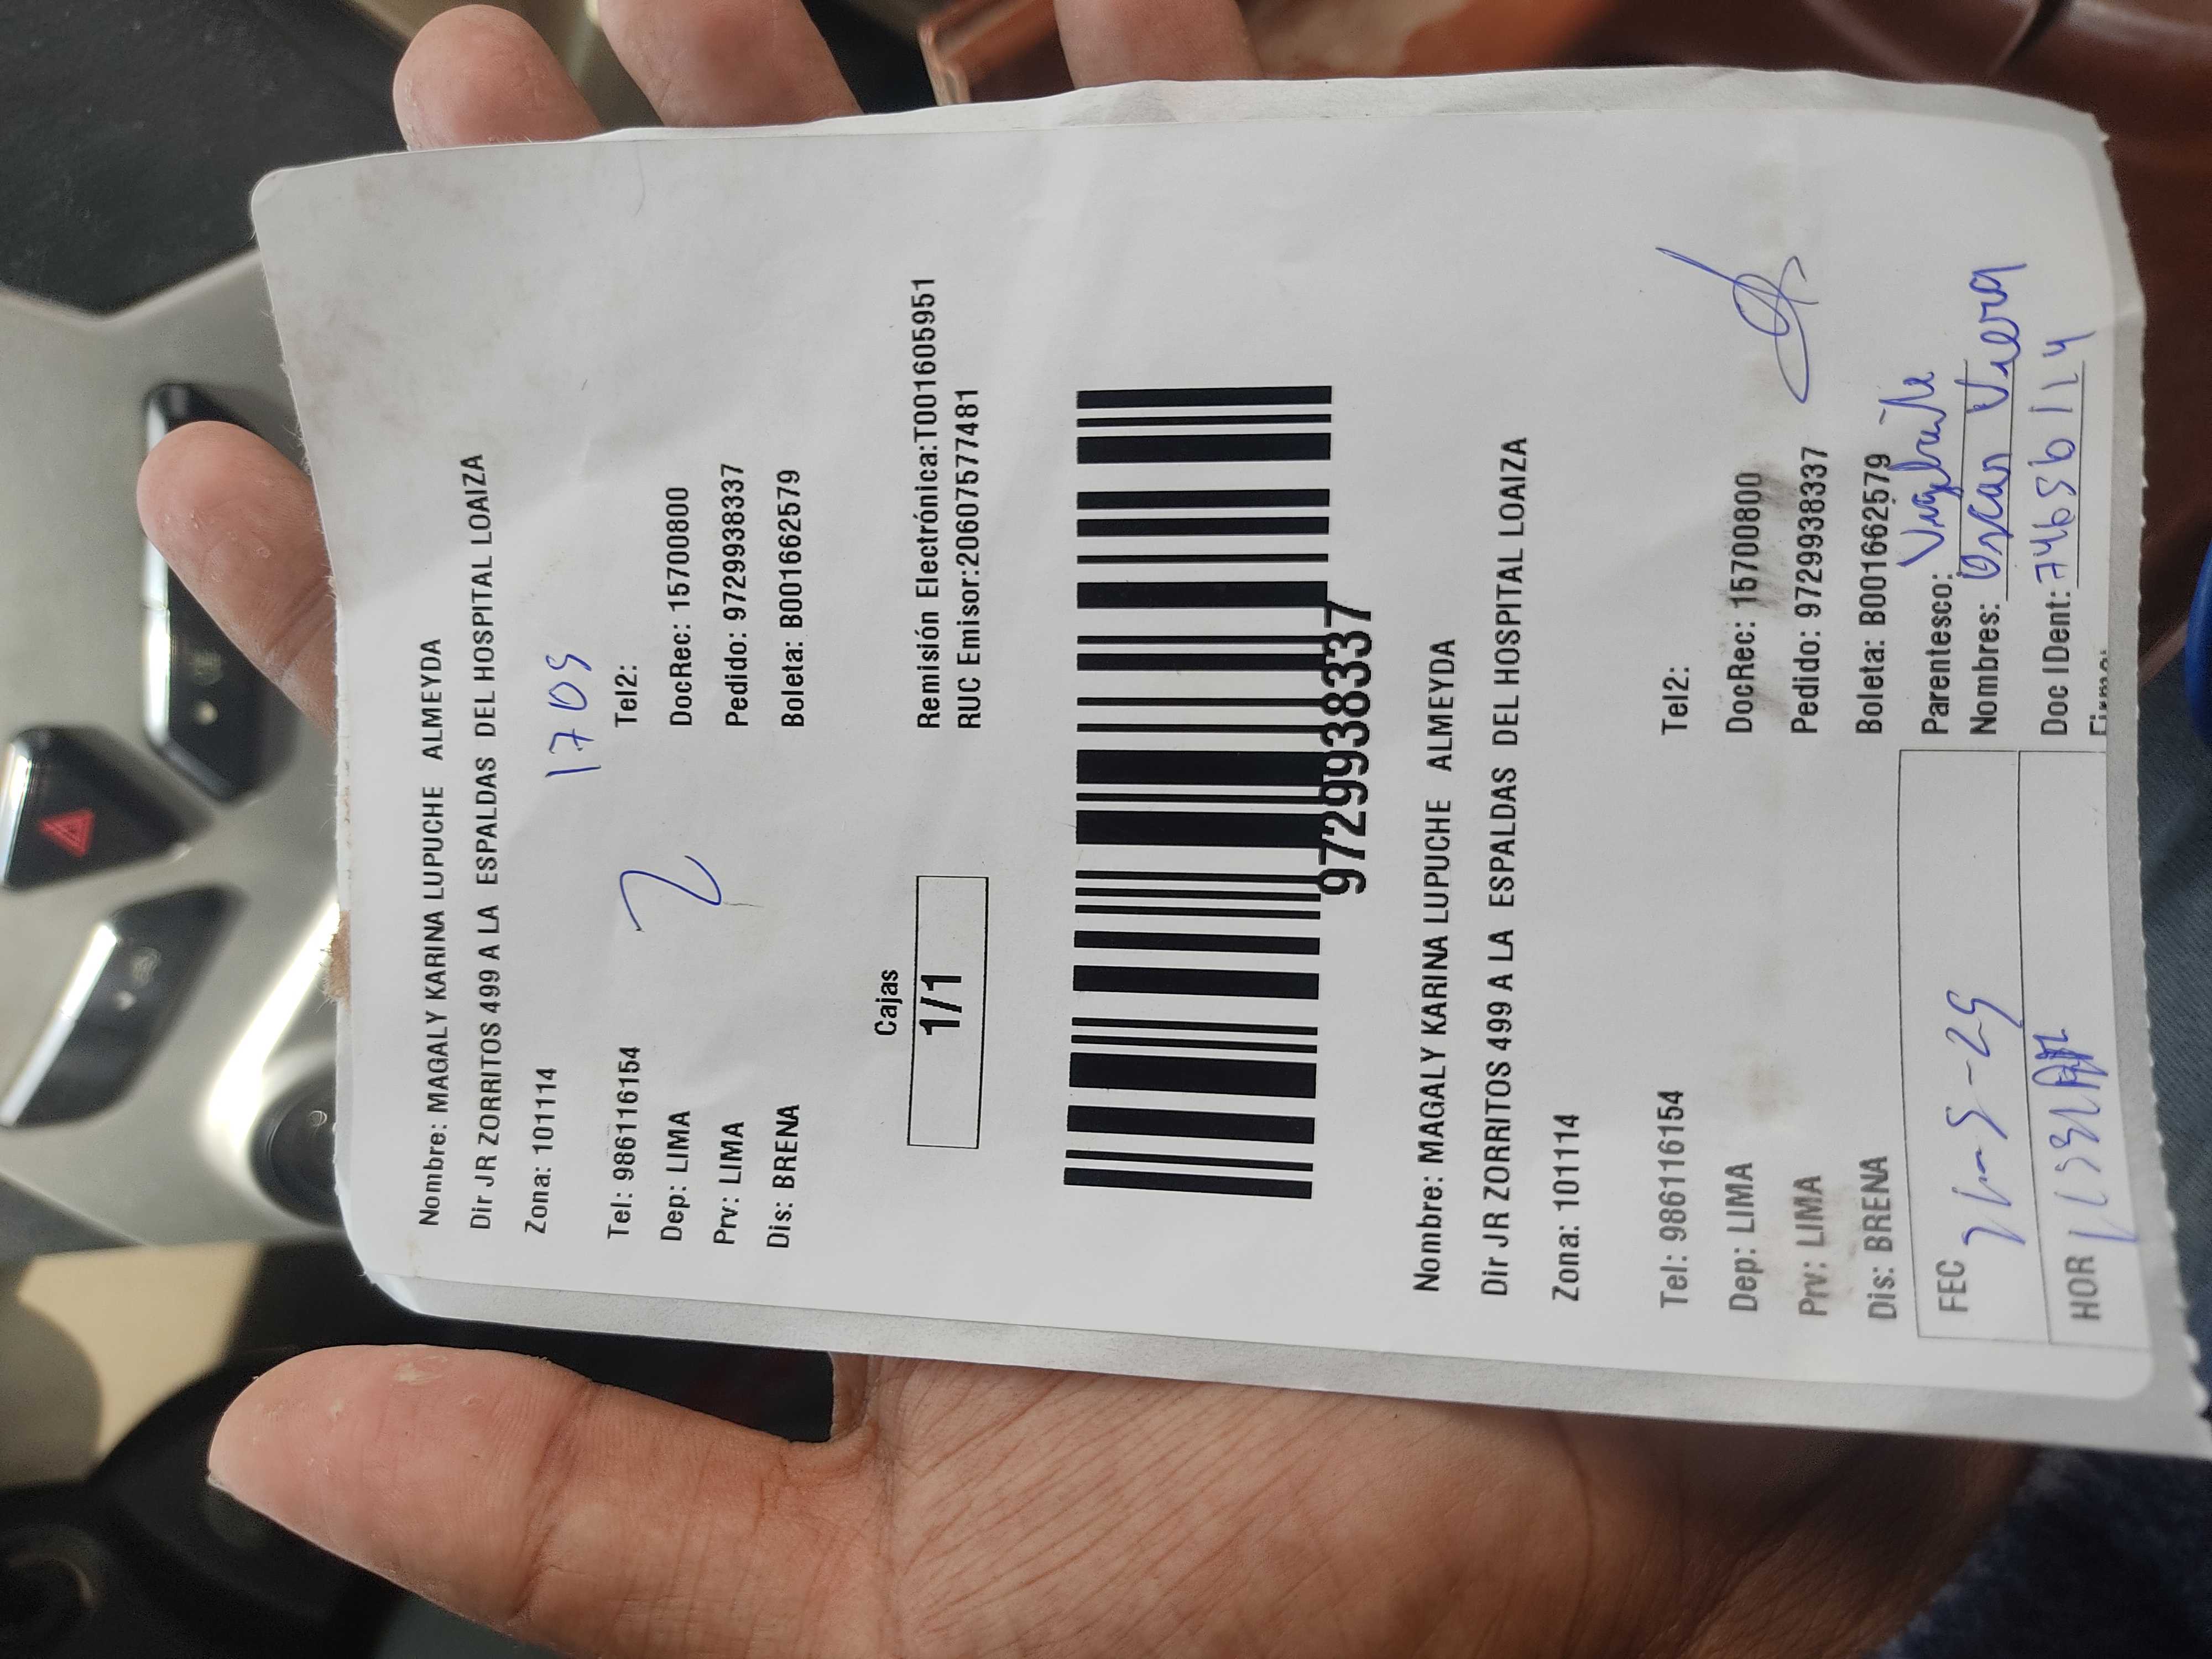 Nombre: MAGALY KARINA LUPUCHE ALMEYDA
Dir JR ZORRITOS 499 A LA ESPALDAS DEL HOSPITAL LOAIZA
Zona: 101114
1705
Tel: 986116154 Tel2:
2
Dep: LIMA DocRec: 15700800
Prv: LIMA Pedido: 9729938337
Dis: BRENA Boleta: B001662579
Cajas
1/1
Remisión Electrónica:T001605951
RUC Emisor:20607577481
9729938337
Nombre: MAGALY KARINA LUPUCHE ALMEYDA
Dir JR ZORRITOS 499 A LA ESPALDAS DEL HOSPITAL LOAIZA
Zona: 101114
Tel: 986116154 Tel2:
Dep: LIMA DocRec: 15700800
Prv: LIMA Pedido: 9729938337
Dis: BRENA Boleta: B001662579
FEC
Parentesco: Vigilante
Nombres: Oscar Viera
HOR
Doc IDent: 74656114